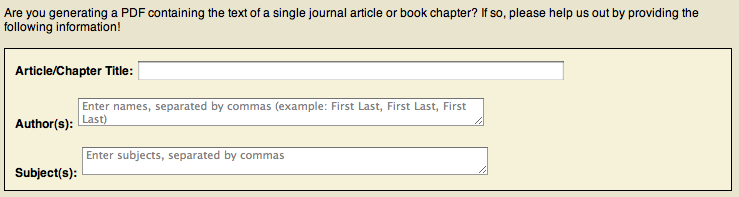 Are you generating a PDF containing the text of a single journal article or book chapter? If so, please help us out by providing the
following information!
Article/Chapter Title:
Enter names, separated by commas (example: First Last, First Last, First
Last)
Author(s):
Enter subjects, separated by commas
Subject(s):